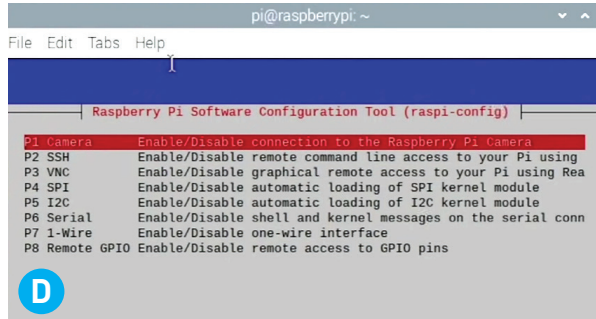 pi@raspberrypi: ~
File Edit Tabs Help
Raspberry Pi Software Configuration Tool (raspi-config)
P1 Camera Enable/Disable connection to the Raspberry Pi Camera
P2 SSH Enable/Disable remote command line access to your Pi using
P3 VNC Enable/Disable graphical remote access to your Pi using Rea
P4 SPI Enable/Disable automatic loading of SPI kernel module
P5 I2C Enable/Disable automatic loading of I2C kernel module
P6 Serial Enable/Disable shell and kernel messages on the serial conn
P7 1-Wire Enable/Disable one-wire interface
P8 Remote GPIO Enable/Disable remote access to GPIO pins
D